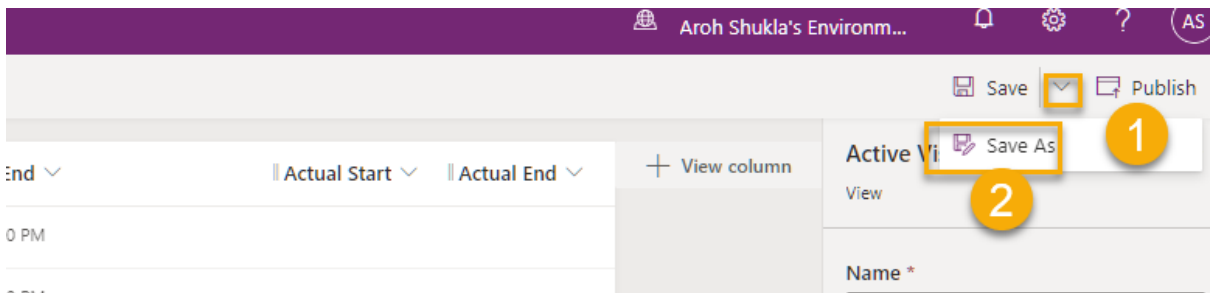 Aroh Shukla's Environm...
?
AS
Save
Publish
1
Save As
Active Vi
End
Actual Start
Actual End
View column
2
View
0 PM
Name *